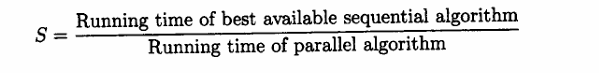 S = Running time of best available sequential algorithm
Running time of parallel algorithm